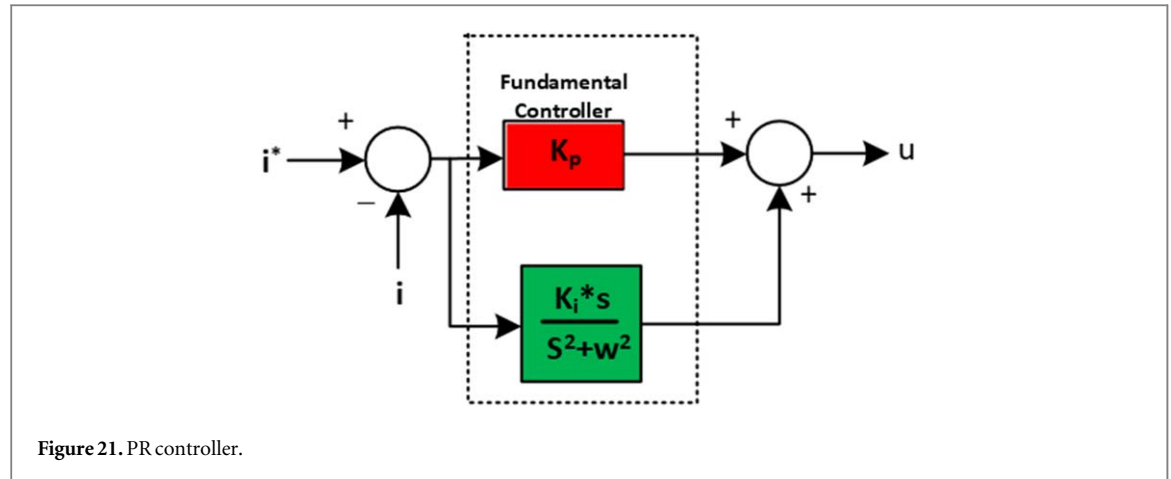 Fundamental
Controller
+
+
i*
Kₚ
u
−
+
i
Kᵢ*s
S²+w²
Figure 21. PR controller.